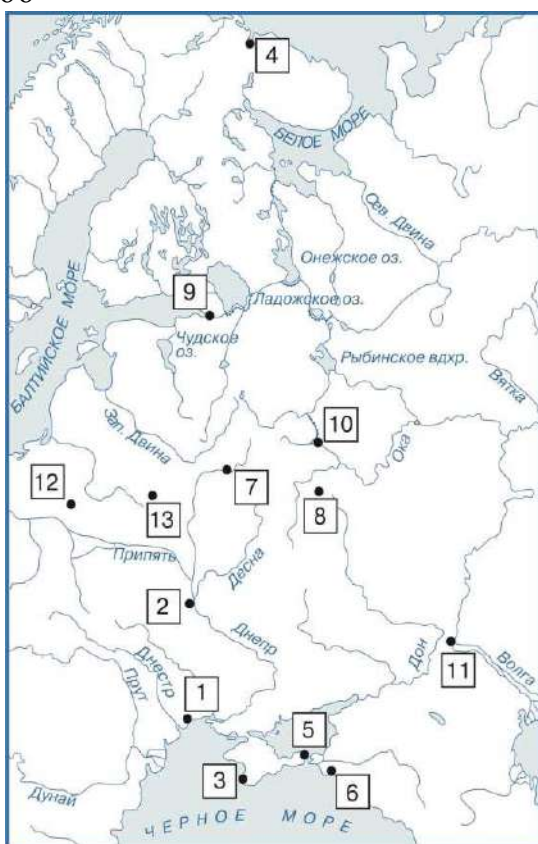 4
БЕЛОЕ МОРЕ
Сев. Двина
Онежское оз.
9
Ладожское оз.
БАЛТИЙСКОЕ МОРЕ
Чудское
оз.
Рыбинское вдхр.
Вятка
Зап. Двина
10
Ока
12
13
7
8
Припять
Десна
2
Днепр
Дон
11
Волга
Днестр
Прут
1
5
3
6
Дунай
ЧЕРНОЕ МОРЕ